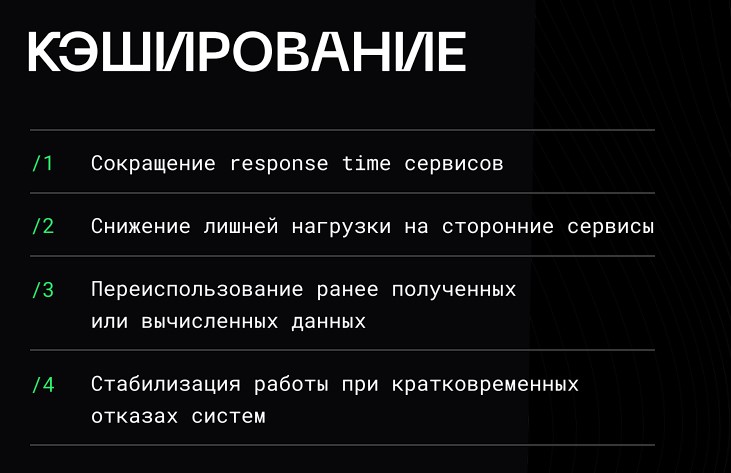 КЭШИРОВАНИЕ
/1 Сокращение response time сервисов
/2 Снижение лишней нагрузки на сторонние сервисы
/3 Переиспользование ранее полученных
или вычисленных данных
/4 Стабилизация работы при кратковременных
отказах систем